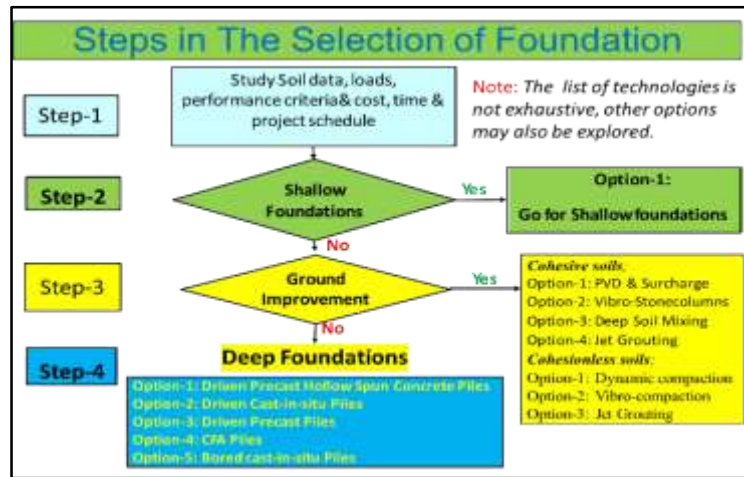 Steps in The Selection of Foundation
Step-1
Study Soil data, loads,
performance criteria& cost, time &
project schedule
Note: The list of technologies is
not exhaustive, other options
may also be explored.
Step-2
Shallow
Foundations
Yes
Option-1:
Go for Shallow foundations
No
Step-3
Ground
Improvement
Yes
Cohesive soils,
Option-1: PVD & Surcharge
Option-2: Vibro-Stonecolumns
Option-3: Deep Soil Mixing
Option-4: Jet Grouting
Cohesionless soils:
Option-1: Dynamic compaction
Option-2: Vibro-compaction
Option-3: Jet Grouting
No
Step-4
Deep Foundations
Option-1: Driven Precast Hollow Spun Concrete Piles
Option-2: Driven Cast-in-situ Piles
Option-3: Driven Precast Piles
Option-4: CFA Piles
Option-5: Bored cast-in-situ Piles